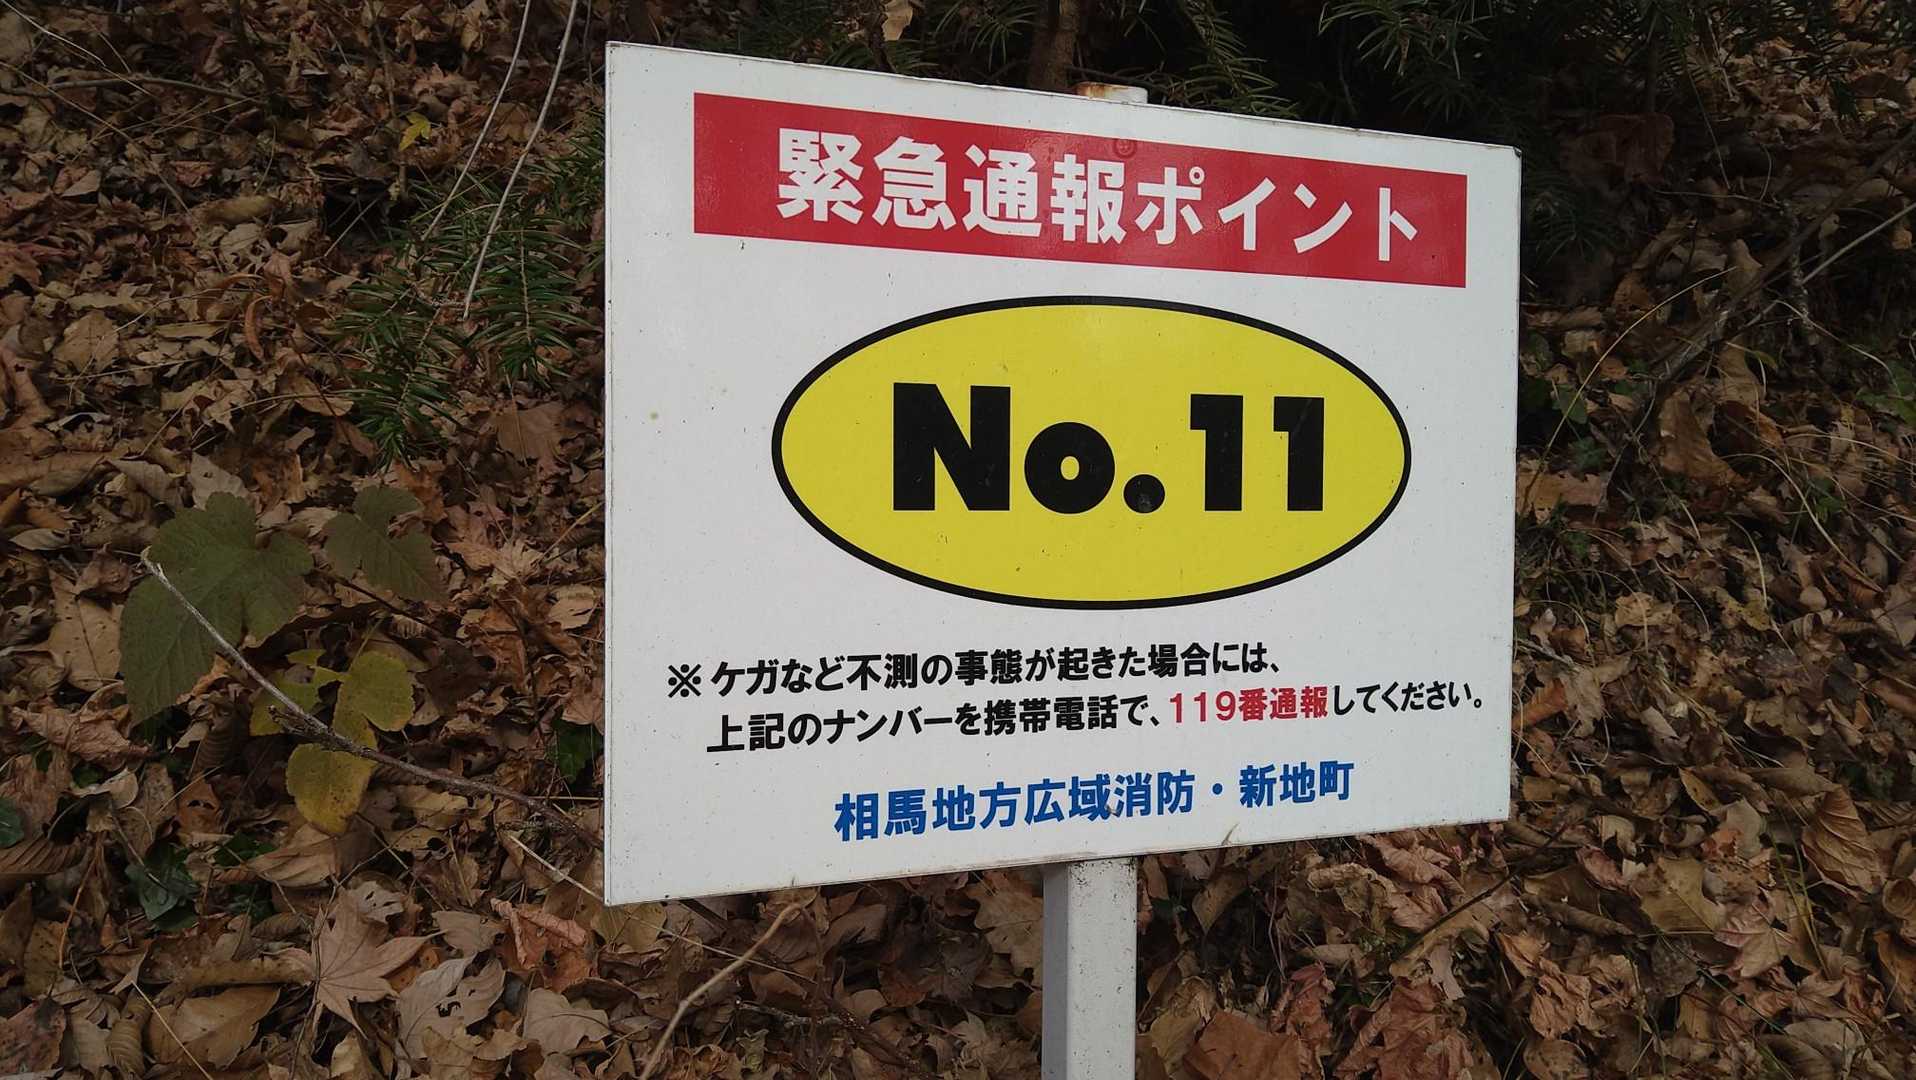 緊急通報ポイント
No.11
※ケガなど不測の事態が起きた場合には、
上記のナンバーを携帯電話で、119番通報してください。
相馬地方広域消防・新地町